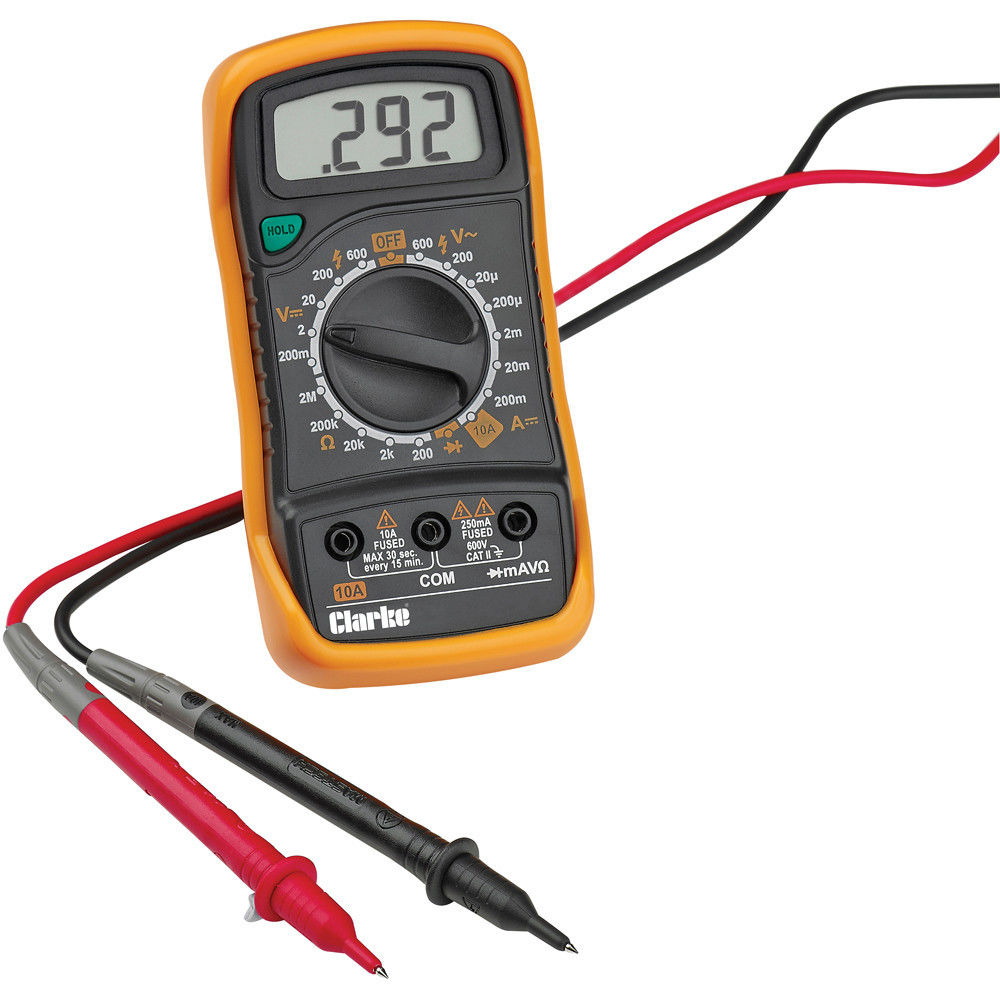 .292
HOLD
OFF
600
V~
200
20µ
200µ
2m
20m
200m
A⎓
10A
200
2k
20k
Ω
200k
2M
200m
2
V⎓
20
200
600
10A
FUSED
MAX 30 sec.
every 15 min.
250mA
FUSED
600V
CAT II
10A
COM
mAVΩ
Clarke
MAX